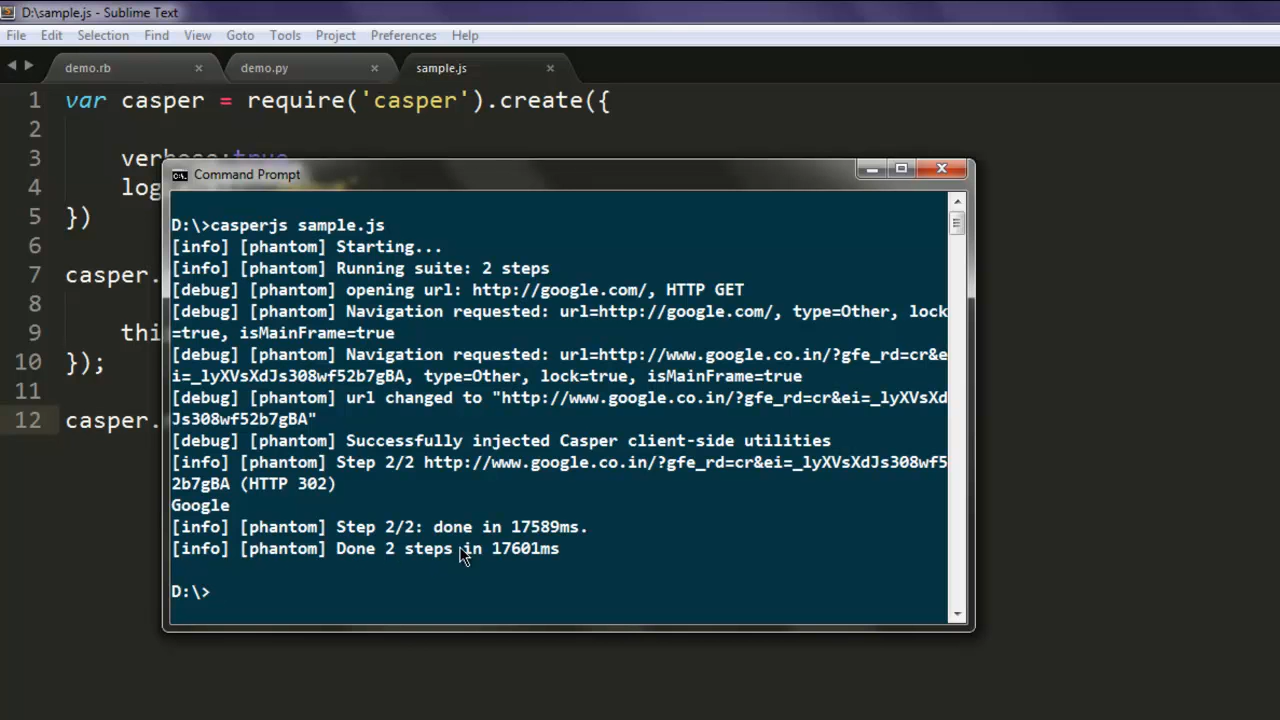 D:\sample.js - Sublime Text
File Edit Selection Find View Goto Tools Project Preferences Help
demo.rb demo.py sample.js
1 var casper = require('casper').create({
2
3 verbose:true
4 log
5 })
6
7 casper.
8
9 thi
10 });
11
12 casper.
Command Prompt
D:\>casperjs sample.js
[info] [phantom] Starting...
[info] [phantom] Running suite: 2 steps
[debug] [phantom] opening url: http://google.com/, HTTP GET
[debug] [phantom] Navigation requested: url=http://google.com/, type=Other, lock
=true, isMainFrame=true
[debug] [phantom] Navigation requested: url=http://www.google.co.in/?gfe_rd=cr&e
i=_lyXVsXdJs308wf52b7gBA, type=Other, lock=true, isMainFrame=true
[debug] [phantom] url changed to "http://www.google.co.in/?gfe_rd=cr&ei=_lyXVsXd
Js308wf52b7gBA"
[debug] [phantom] Successfully injected Casper client-side utilities
[info] [phantom] Step 2/2 http://www.google.co.in/?gfe_rd=cr&ei=_lyXVsXdJs308wf5
2b7gBA (HTTP 302)
Google
[info] [phantom] Step 2/2: done in 17589ms.
[info] [phantom] Done 2 steps in 17601ms
D:\>